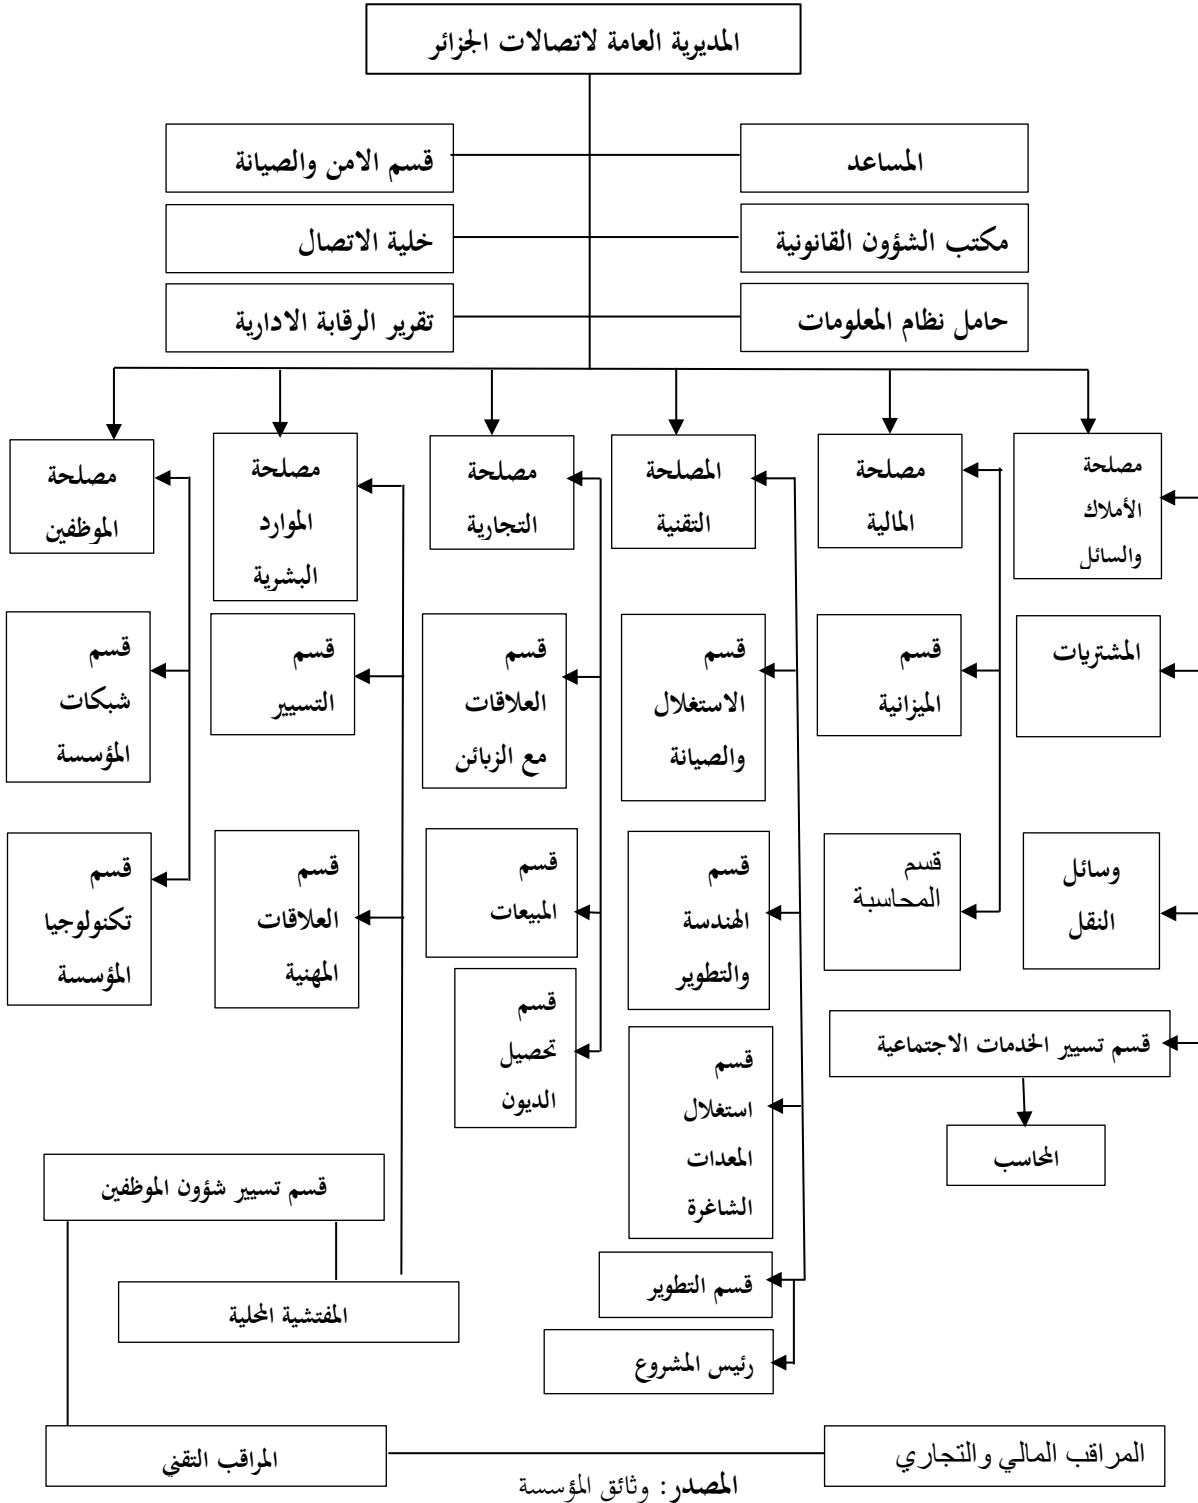 المديرية العامة لاتصالات الجزائر
المساعد
قسم الامن والصيانة
مكتب الشؤون القانونية
خلية الاتصال
حامل نظام المعلومات
تقرير الرقابة الادارية
مصلحة
الأملاك
والسائل
مصلحة
المالية
المصلحة
التقنية
مصلحة
التجارية
مصلحة
الموارد
البشرية
مصلحة
الموظفين
المشتريات
قسم
الميزانية
قسم
الاستغلال
والصيانة
قسم
العلاقات
مع الزبائن
قسم
التسيير
قسم
شبكات
المؤسسة
وسائل
النقل
قسم
المحاسبة
قسم
الهندسة
والتطوير
قسم
المبيعات
قسم
العلاقات
المهنية
قسم
تكنولوجيا
المؤسسة
قسم
تحصيل
الديون
قسم تسيير الخدمات الاجتماعية
قسم
استغلال
المعدات
الشاغرة
المحاسب
قسم تسيير شؤون الموظفين
قسم التطوير
المفتشية المحلية
رئيس المشروع
المراقب المالي والتجاري
المراقب التقني
المصدر: وثائق المؤسسة